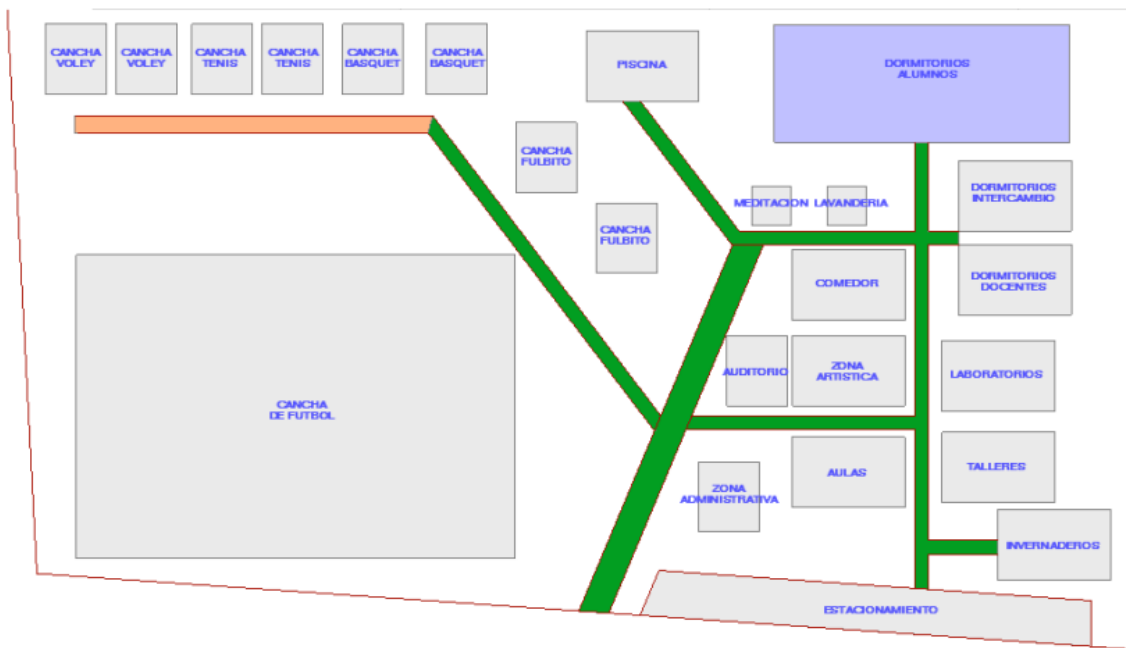 CANCHA
VOLEY
CANCHA
VOLEY
CANCHA
TENIS
CANCHA
TENIS
CANCHA
BASQUET
CANCHA
BASQUET
PISCINA
DORMITORIOS
ALUMNOS
CANCHA
FULBITO
DORMITORIOS
INTERCAMBIO
MEDITACION
LAVANDERIA
CANCHA
FULBITO
COMEDOR
DORMITORIOS
DOCENTES
AUDITORIO
ZONA
ARTISTICA
LABORATORIOS
CANCHA
DE FUTBOL
AULAS
TALLERES
ZONA
ADMINISTRATIVA
INVERNADEROS
ESTACIONAMIENTO